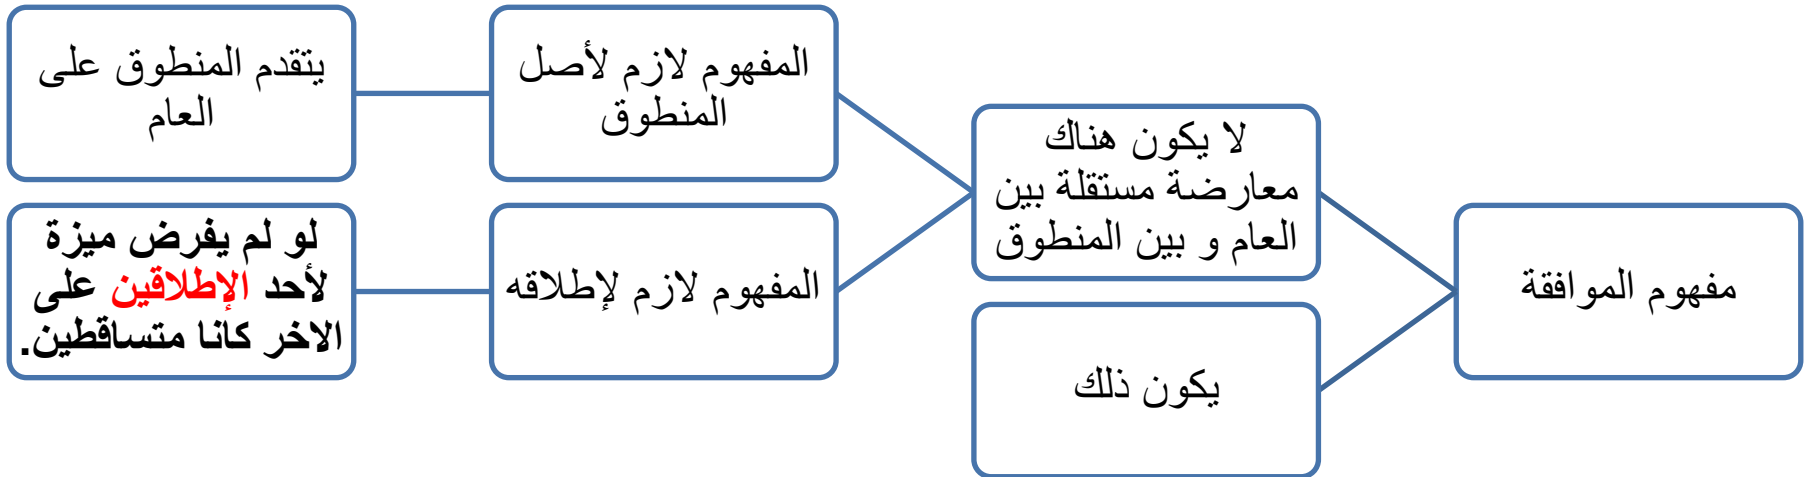 مفهوم الموافقة
لا يكون هناك
معارضة مستقلة بين
العام و بين المنطوق
يكون ذلك
المفهوم لازم لأصل
المنطوق
المفهوم لازم لإطلاقه
يتقدم المنطوق على
العام
لو لم يفرض ميزة
لأحد الإطلاقين على
الاخر كانا متساقطين.